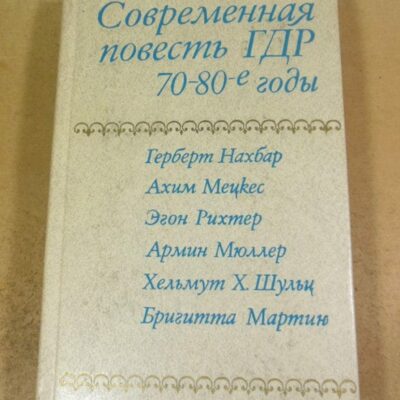 Современная
повесть ГДР
70-80-е годы
Герберт Нахбар
Ахим Мецкес
Эгон Рихтер
Армин Мюллер
Хельмут Х. Шульц
Бригитта Мартин